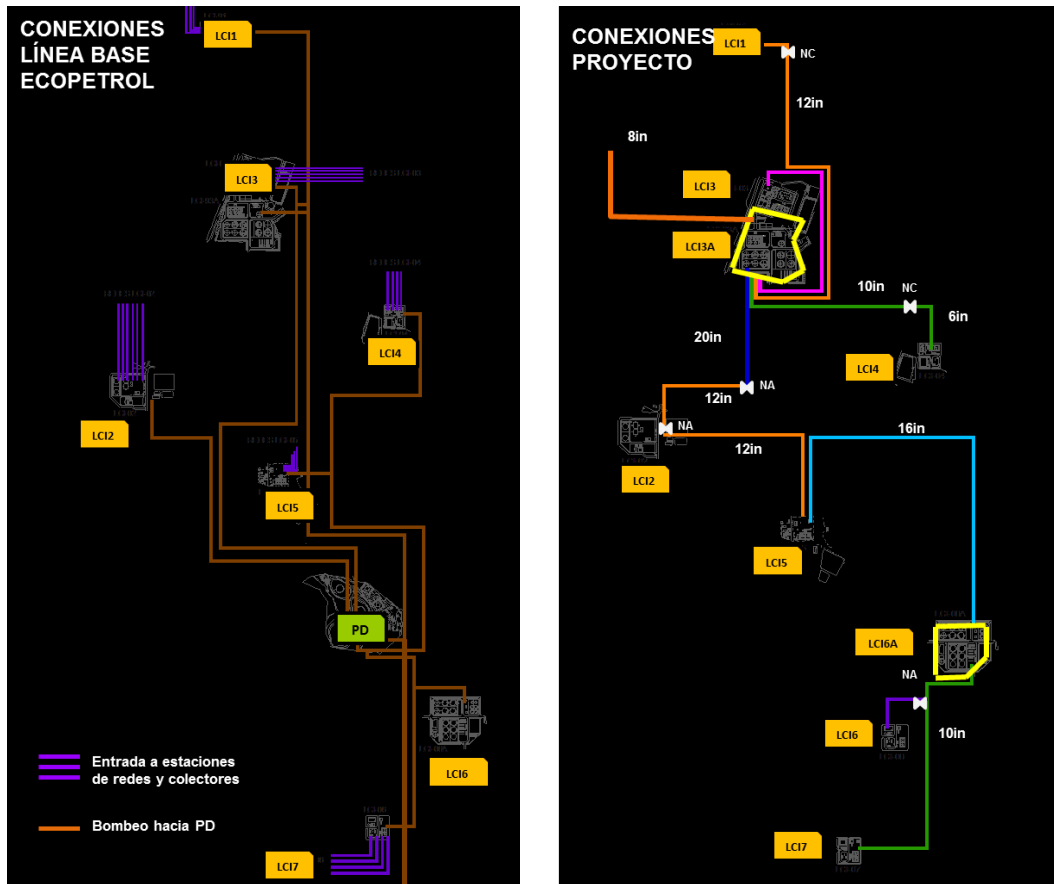 CONEXIONES
LÍNEA BASE
ECOPETROL
LCI1
LCI3
LCI4
LCI2
LCI5
PD
LCI6
LCI7
Entrada a estaciones
de redes y colectores
Bombeo hacia PD
CONEXIONES
PROYECTO
LCI1
NC
12in
8in
LCI3
LCI3A
10in
NC
6in
20in
LCI4
NA
12in
NA
16in
12in
LCI2
LCI5
LCI6A
NA
LCI6
10in
LCI7